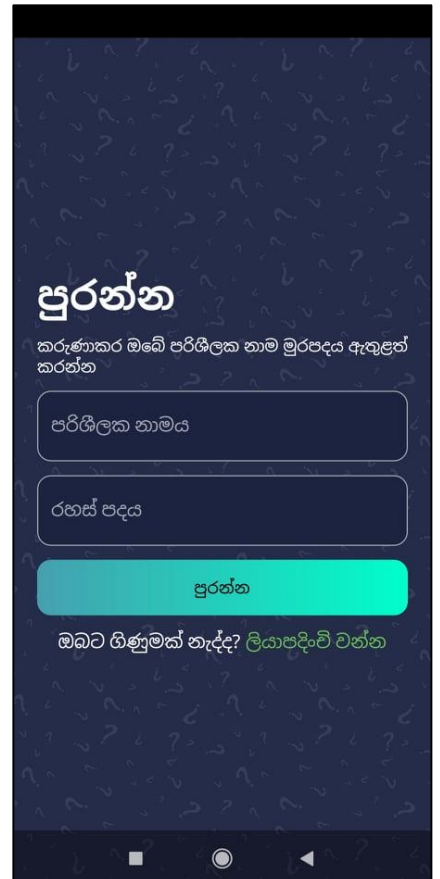 පුරන්න
කරුණාකර ඔබේ පරිශීලක නාම මුරපදය ඇතුළත්
කරන්න
පරිශීලක නාමය
රහස් පදය
පුරන්න
ඔබට ගිණුමක් නැද්ද? ලියාපදිංචි වන්න